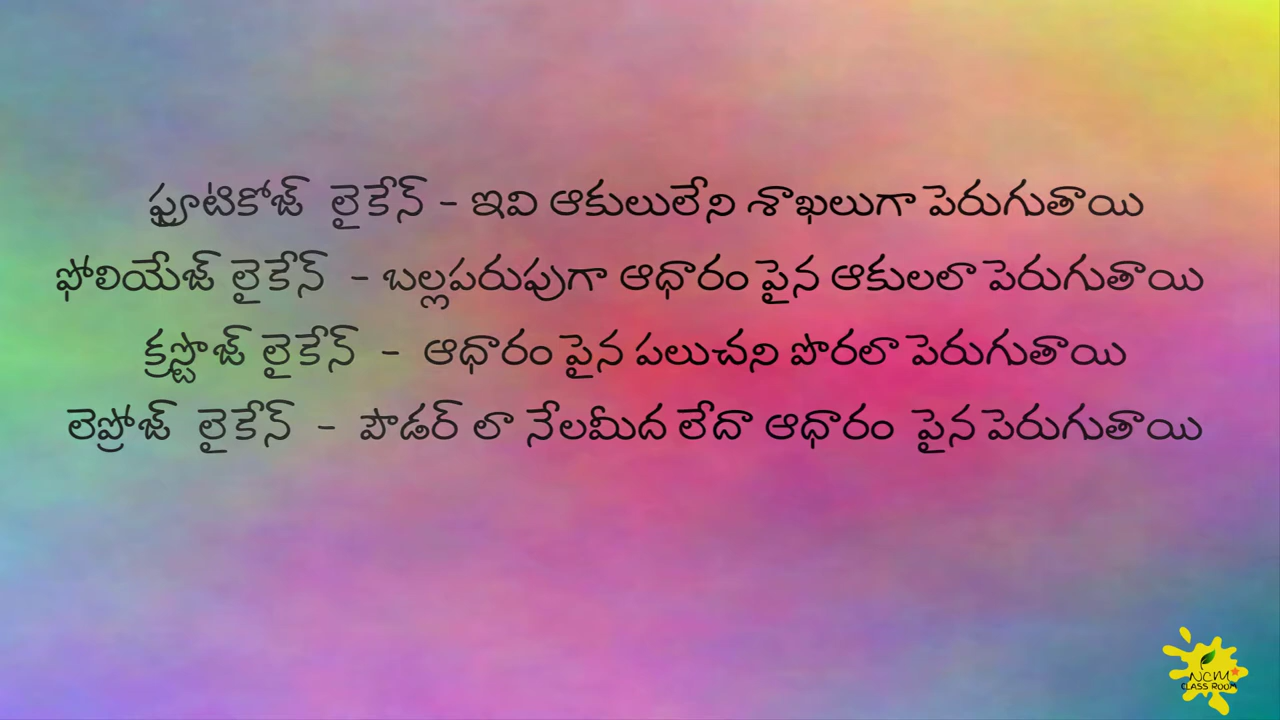 ఫ్రూటికోజ్ లైకేన్ - ఇవి ఆకులులేని శాఖలుగా పెరుగుతాయి
ఫోలియేజ్ లైకేన్ - బల్లపరుపుగా ఆధారం పైన ఆకులలా పెరుగుతాయి
క్రస్టొజ్ లైకేన్ - ఆధారం పైన పలుచని పొరలా పెరుగుతాయి
లెప్రోజ్ లైకేన్ - పౌడర్ లా నేలమీద లేదా ఆధారం పైన పెరుగుతాయి
NCM
CLASS ROOM